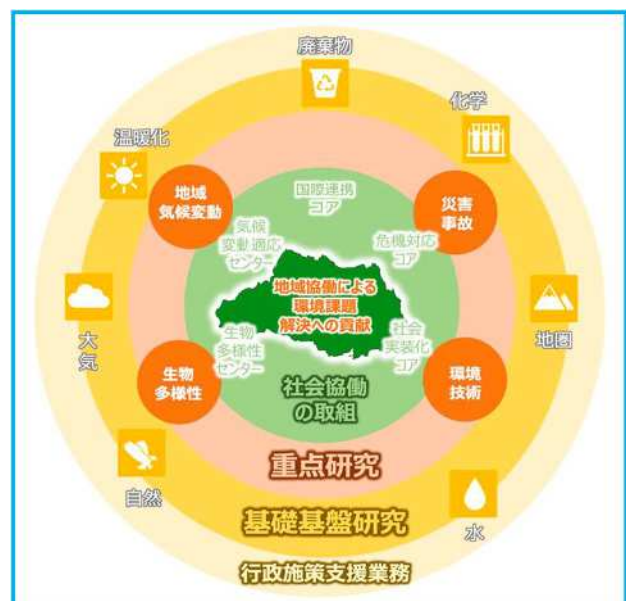 廃棄物
化学
温暖化
地域
気候変動
国際連携
コア
災害
事故
気候
変動適応
センター
危機対応
コア
地域協働による
環境課題
解決への貢献
大気
地圏
生物
多様性
センター
社会
実装化
コア
生物
多様性
環境
技術
社会協働
の取組
重点研究
自然
水
基礎基盤研究
行政施策支援業務